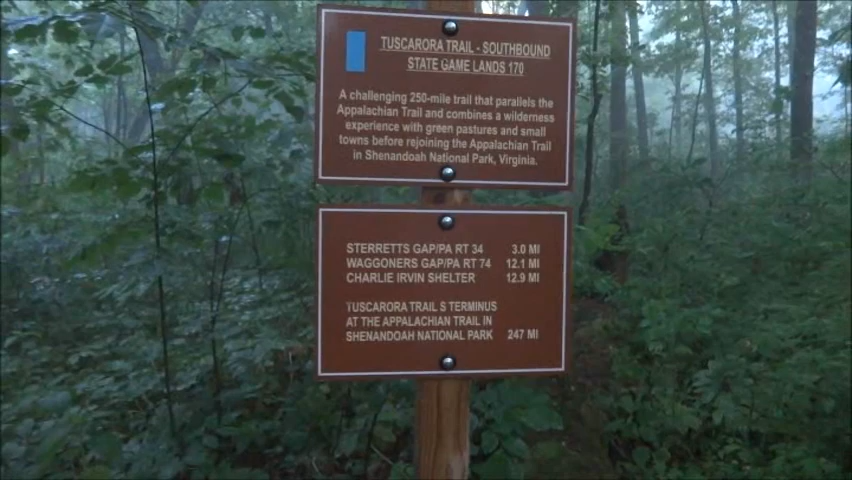 TUSCARORA TRAIL - SOUTHBOUND
STATE GAME LANDS 170
A challenging 250-mile trail that parallels the
Appalachian Trail and combines a wilderness
experience with green pastures and small
towns before rejoining the Appalachian Trail
in Shenandoah National Park, Virginia.
STERRETTS GAP/PA RT 34 3.0 MI
WAGGONERS GAP/PA RT 74 12.1 MI
CHARLIE IRVIN SHELTER 12.9 MI
TUSCARORA TRAIL S TERMINUS
AT THE APPALACHIAN TRAIL IN
SHENANDOAH NATIONAL PARK 247 MI